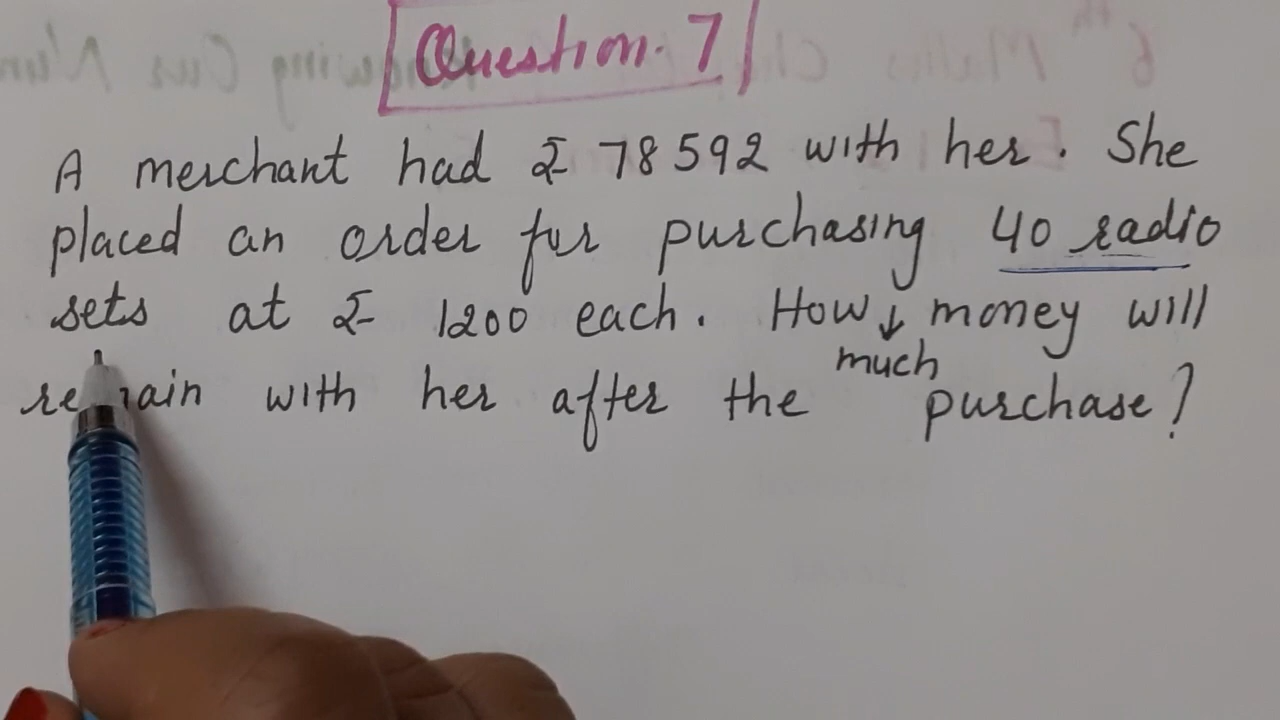 Question. 7
A merchant had ₹ 78592 with her. She
placed an order for purchasing 40 radio
sets at ₹ 1200 each. How ↓ money will
much
with her after the purchase?